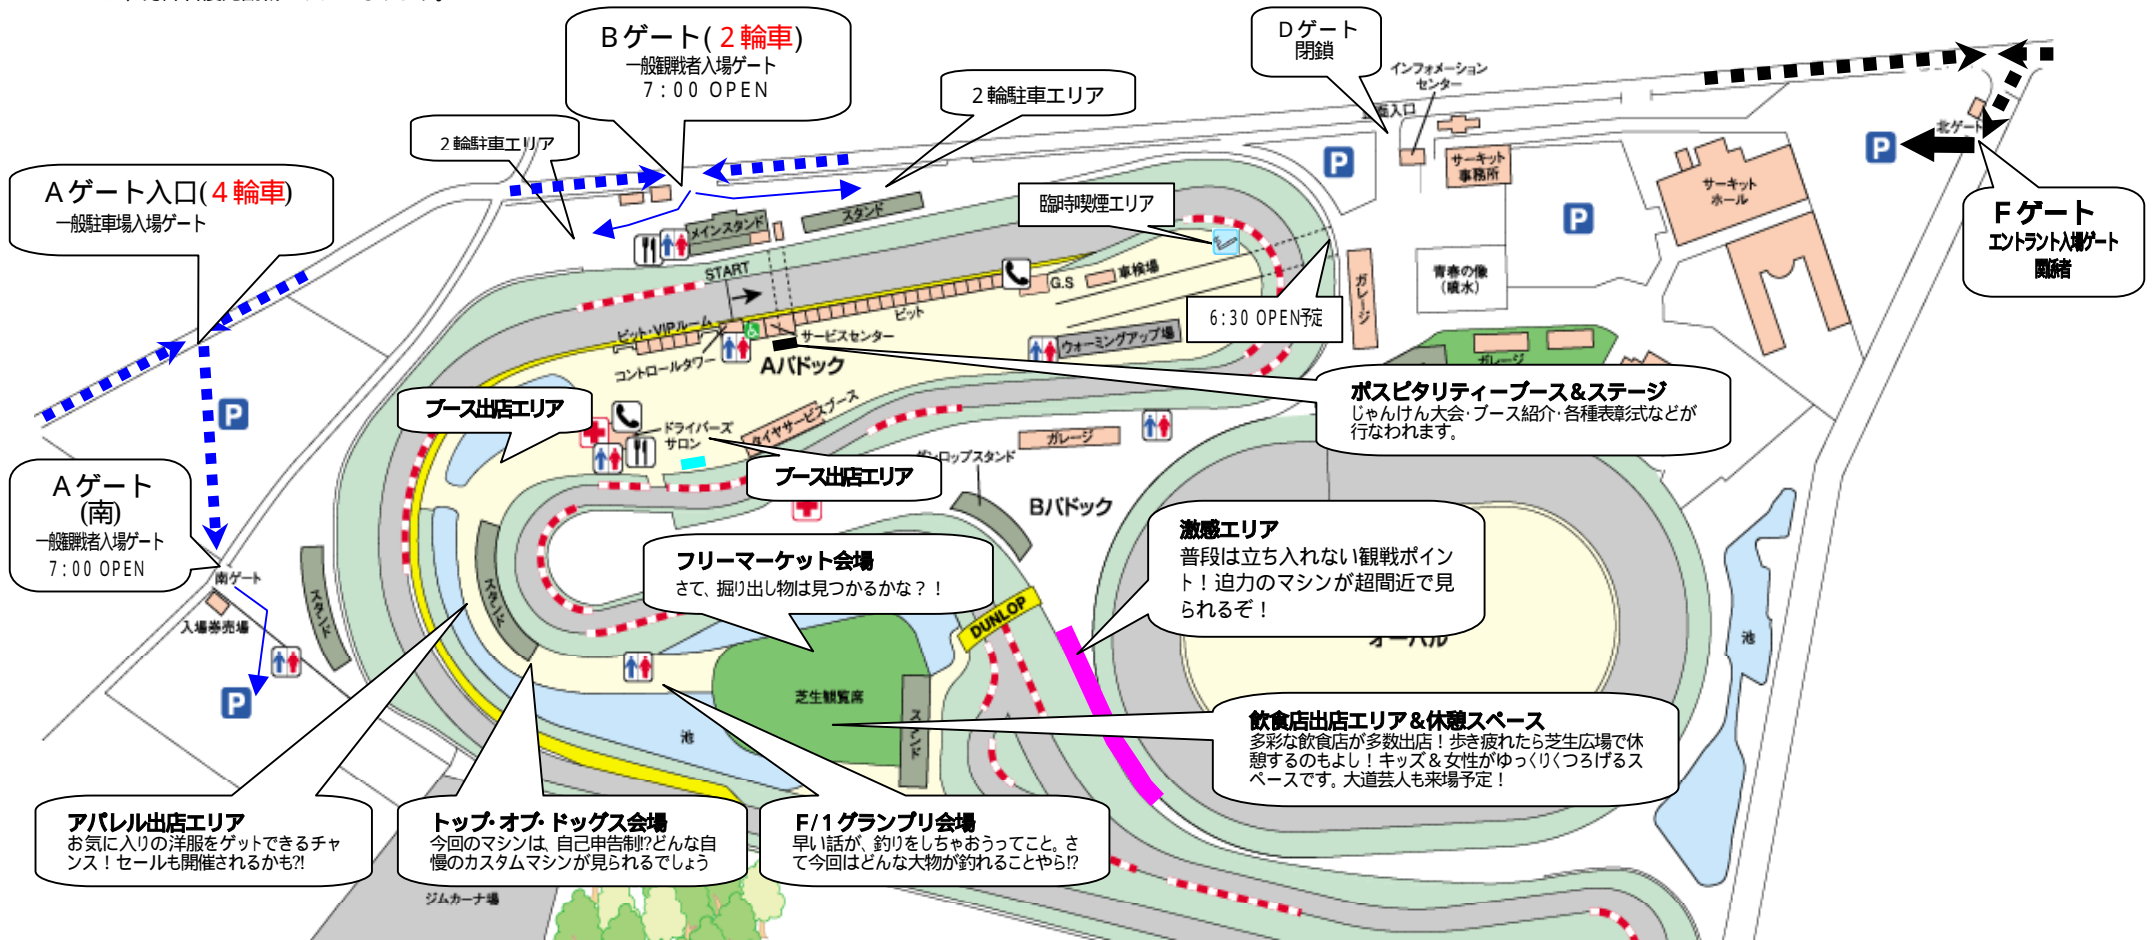 Bゲート(２輪車)
一般観戦者入場ゲート
7：00 OPEN
Dゲート
閉鎖
インフォメーション
センター
２輪駐車エリア
２輪駐車エリア
北ゲート
Aゲート入口(４輪車)
一般駐車場入場ゲート
サーキット
事務所
サーキット
ホール
臨時喫煙エリア
スタンド
メインスタンド
Fゲート
エントラント入場ゲート
関係者
START
車検場
G.S
青春の像
(噴水)
ガレージ
6：30 OPEN予定
ピット
ピット・VIPルーム
サービスセンター
ウォーミングアップ場
コントロールタワー
Aパドック
ガレージ
ポスピタリティーブース＆ステージ
じゃんけん大会・ブース紹介・各種表彰式などが
行なわれます。
ブース出店エリア
タイヤサービスブース
ドライバーズ
サロン
ガレージ
ブース出店エリア
ダンロップスタンド
Aゲート
(南)
一般観戦者入場ゲート
7：00 OPEN
Bパドック
激感エリア
普段は立ち入れない観戦ポイン
ト！迫力のマシンが超間近で見
られるぞ！
フリーマーケット会場
さて、掘り出し物は見つかるかな？！
南ゲート
入場券売場
スタンド
スタンド
DUNLOP
オーバル
池
芝生観覧席
スタンド
池
飲食店出店エリア＆休憩スペース
多彩な飲食店が多数出店！歩き疲れたら芝生広場で休
憩するのもよし！キッズ＆女性がゆっくりくつろげるス
ペースです。大道芸人も来場予定！
アパレル出店エリア
お気に入りの洋服をゲットできるチャ
ンス！セールも開催されるかも?!
トップ・オブ・ドッグス会場
今回のマシンは、自己申告制!?どんな自
慢のカスタムマシンが見られるでしょう
F/1グランプリ会場
早い話が、釣りをしちゃおうってこと。さ
て今回はどんな大物が釣れることやら!?
ジムカーナ場